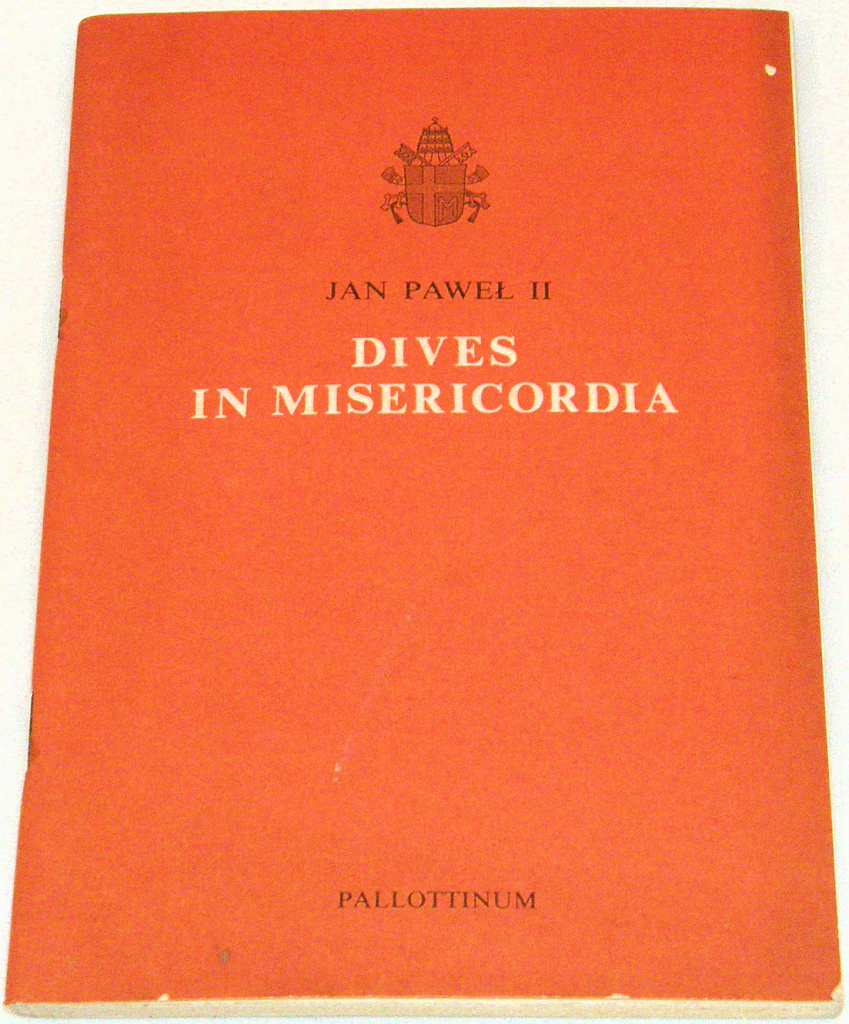 JAN PAWEŁ II
DIVES
IN MISERICORDIA
PALLOTTINUM